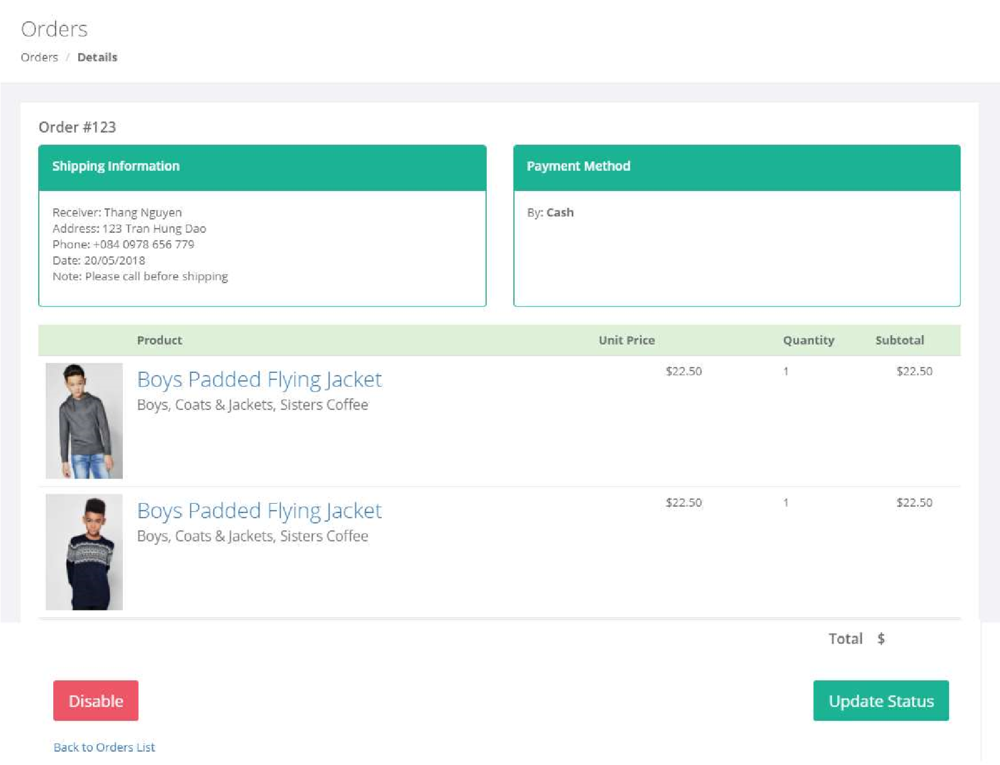 Orders
Orders / Details
Order #123
Shipping Information
Receiver: Thang Nguyen
Address: 123 Tran Hung Dao
Phone: +084 0978 656 779
Date: 20/05/2018
Note: Please call before shipping
Payment Method
By: Cash
Product Unit Price Quantity Subtotal
Boys Padded Flying Jacket $22.50 1 $22.50
Boys, Coats & Jackets, Sisters Coffee
Boys Padded Flying Jacket $22.50 1 $22.50
Boys, Coats & Jackets, Sisters Coffee
Total $
Disable Update Status
Back to Orders List